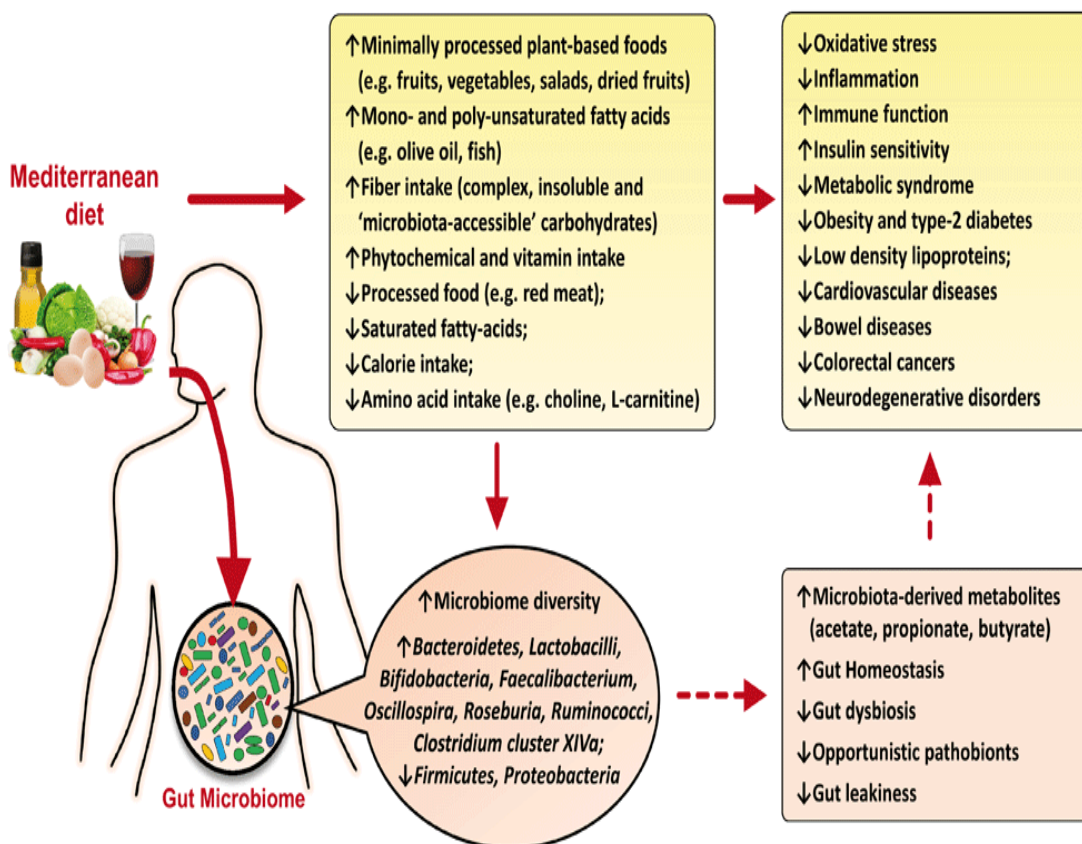 Mediterranean
diet
↑Minimally processed plant-based foods
(e.g. fruits, vegetables, salads, dried fruits)
↑Mono- and poly-unsaturated fatty acids
(e.g. olive oil, fish)
↑Fiber intake (complex, insoluble and
‘microbiota-accessible’ carbohydrates)
↑Phytochemical and vitamin intake
↓Processed food (e.g. red meat);
↓Saturated fatty-acids;
↓Calorie intake;
↓Amino acid intake (e.g. choline, L-carnitine)
↓Oxidative stress
↓Inflammation
↑Immune function
↑Insulin sensitivity
↓Metabolic syndrome
↓Obesity and type-2 diabetes
↓Low density lipoproteins;
↓Cardiovascular diseases
↓Bowel diseases
↓Colorectal cancers
↓Neurodegenerative disorders
Gut Microbiome
↑Microbiome diversity
↑Bacteroidetes, Lactobacilli,
Bifidobacteria, Faecalibacterium,
Oscillospira, Roseburia, Ruminococci,
Clostridium cluster XIVa;
↓Firmicutes, Proteobacteria
↑Microbiota-derived metabolites
(acetate, propionate, butyrate)
↑Gut Homeostasis
↓Gut dysbiosis
↓Opportunistic pathobionts
↓Gut leakiness